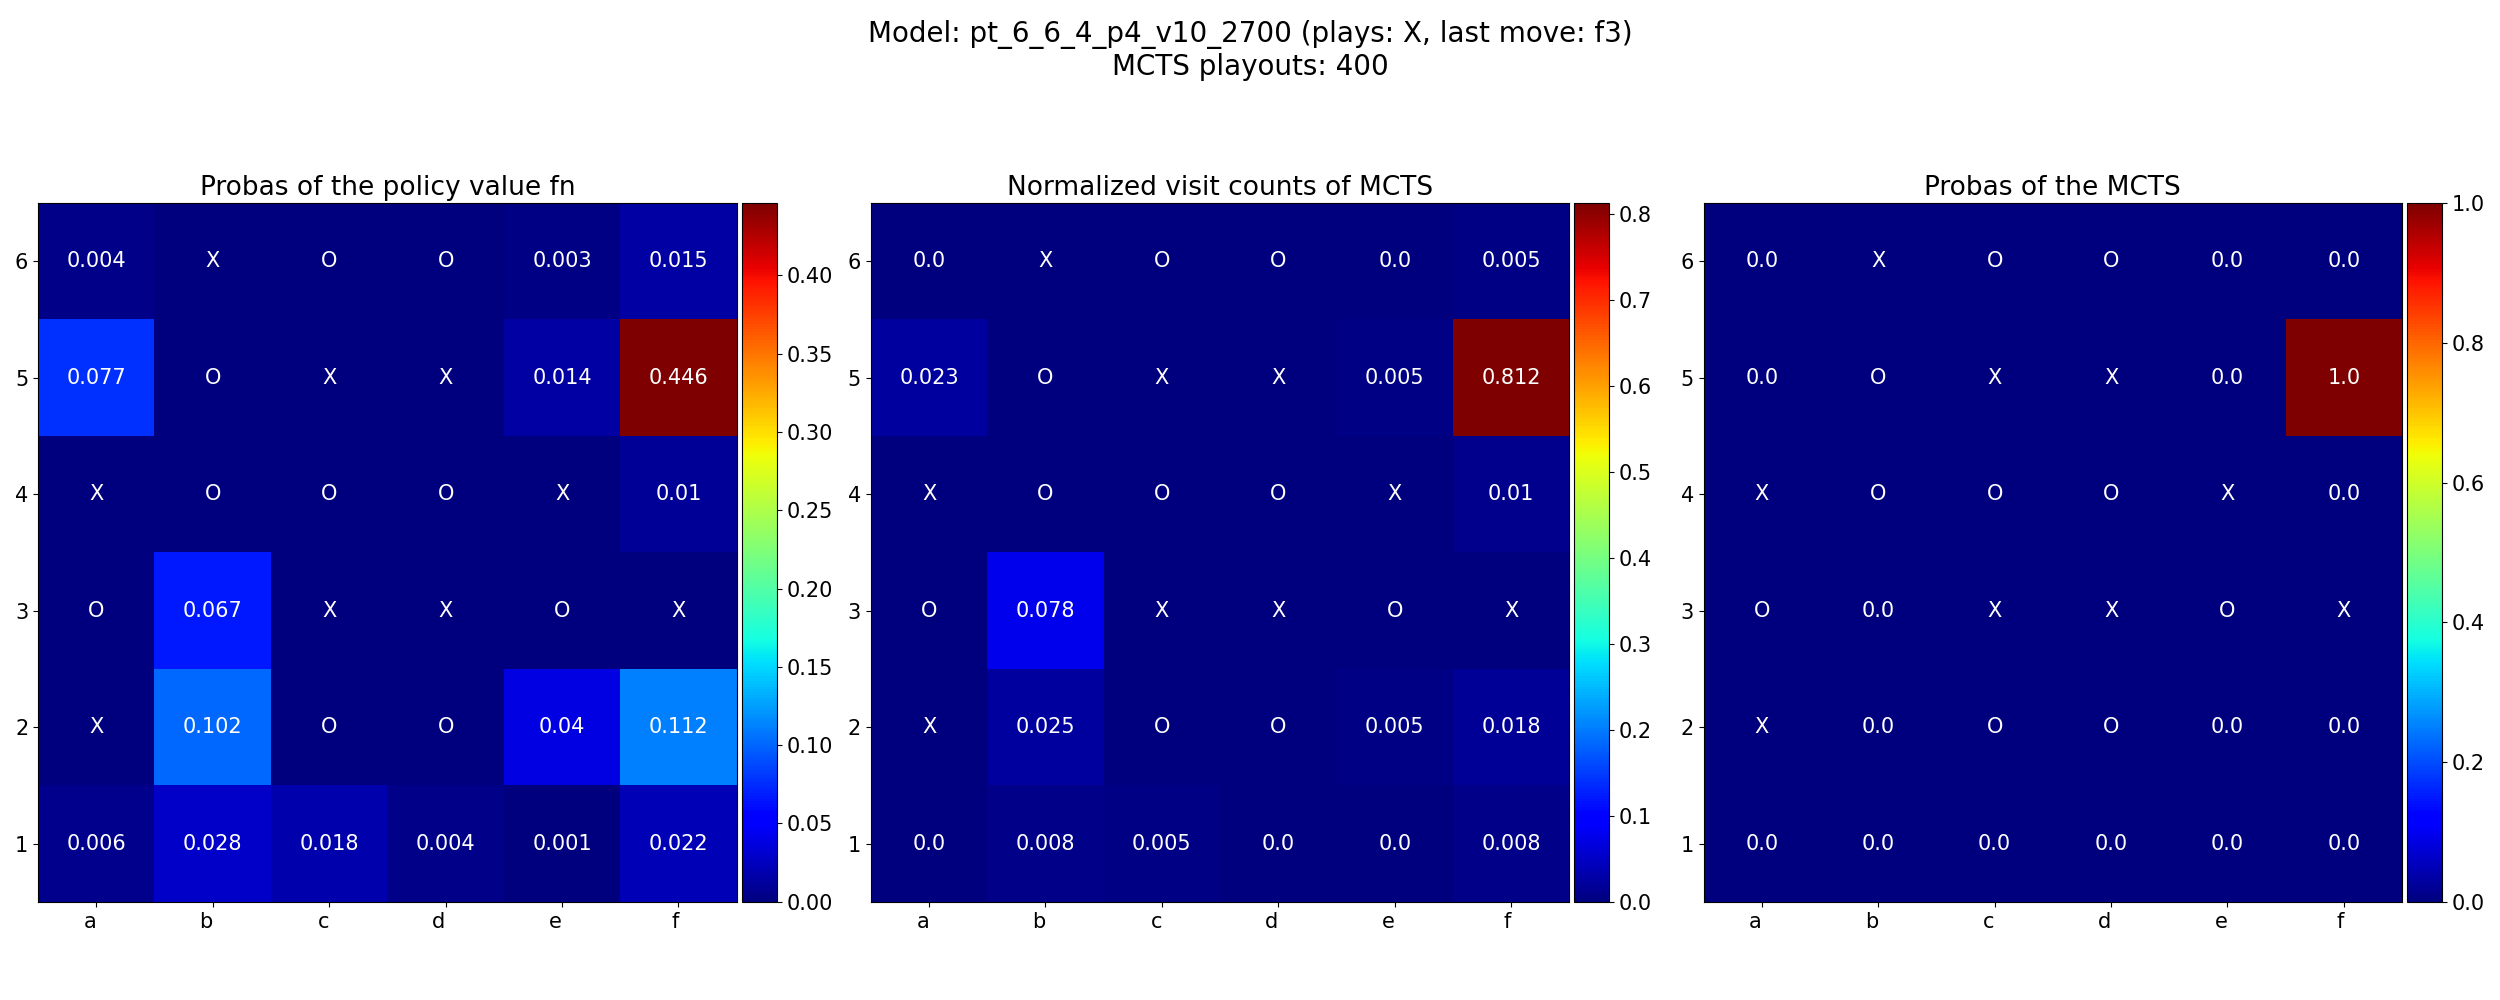 Model: pt_6_6_4_p4_v10_2700 (plays: X, last move: f3)
MCTS playouts: 400
Probas of the policy value fn
6 0.004 X O O 0.003 0.015
5 0.077 O X X 0.014 0.446
4 X O O O X 0.01
3 O 0.067 X X O X
2 X 0.102 O O 0.04 0.112
1 0.006 0.028 0.018 0.004 0.001 0.022
a b c d e f
0.40
0.35
0.30
0.25
0.20
0.15
0.10
0.05
0.00
Normalized visit counts of MCTS
6 0.0 X O O 0.0 0.005
5 0.023 O X X 0.005 0.812
4 X O O O X 0.01
3 O 0.078 X X O X
2 X 0.025 O O 0.005 0.018
1 0.0 0.008 0.005 0.0 0.0 0.008
a b c d e f
0.8
0.7
0.6
0.5
0.4
0.3
0.2
0.1
0.0
Probas of the MCTS
6 0.0 X O O 0.0 0.0
5 0.0 O X X 0.0 1.0
4 X O O O X 0.0
3 O 0.0 X X O X
2 X 0.0 O O 0.0 0.0
1 0.0 0.0 0.0 0.0 0.0 0.0
a b c d e f
1.0
0.8
0.6
0.4
0.2
0.0